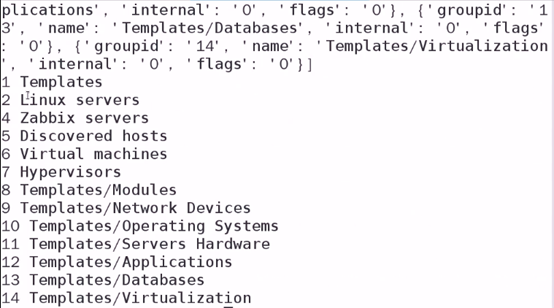 plications', 'internal': '0', 'flags': '0'}, {'groupid': '1
3', 'name': 'Templates/Databases', 'internal': '0', 'flags'
: '0'}, {'groupid': '14', 'name': 'Templates/Virtualization
', 'internal': '0', 'flags': '0'}]
1 Templates
2 Linux servers
4 Zabbix servers
5 Discovered hosts
6 Virtual machines
7 Hypervisors
8 Templates/Modules
9 Templates/Network Devices
10 Templates/Operating Systems
11 Templates/Servers Hardware
12 Templates/Applications
13 Templates/Databases
14 Templates/Virtualization